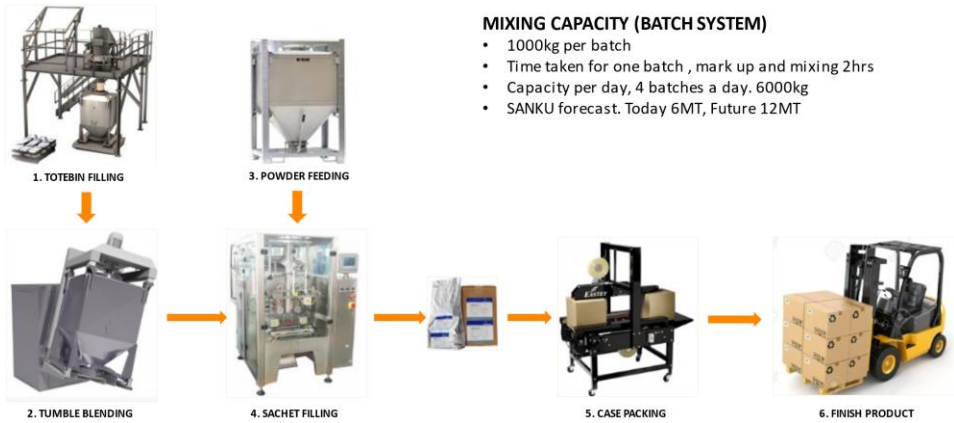 MIXING CAPACITY (BATCH SYSTEM)
• 1000kg per batch
• Time taken for one batch , mark up and mixing 2hrs
• Capacity per day, 4 batches a day. 6000kg
• SANKU forecast. Today 6MT, Future 12MT
1. TOTEBIN FILLING
3. POWDER FEEDING
EASTEY
2. TUMBLE BLENDING
4. SACHET FILLING
5. CASE PACKING
6. FINISH PRODUCT